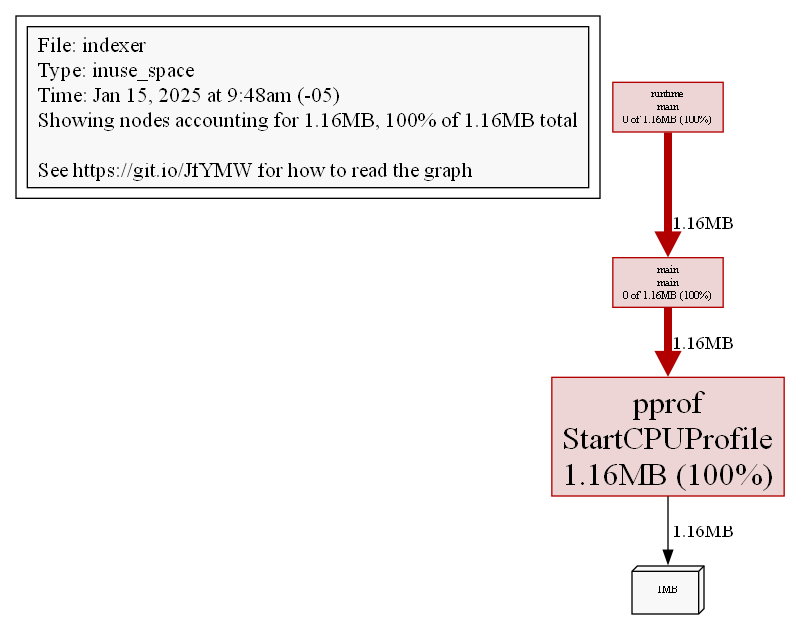 File: indexer
Type: inuse_space
Time: Jan 15, 2025 at 9:48am (-05)
Showing nodes accounting for 1.16MB, 100% of 1.16MB total
See https://git.io/JfYMW for how to read the graph
runtime
main
0 of 1.16MB (100%)
1.16MB
main
main
0 of 1.16MB (100%)
1.16MB
pprof
StartCPUProfile
1.16MB (100%)
1.16MB
1MB